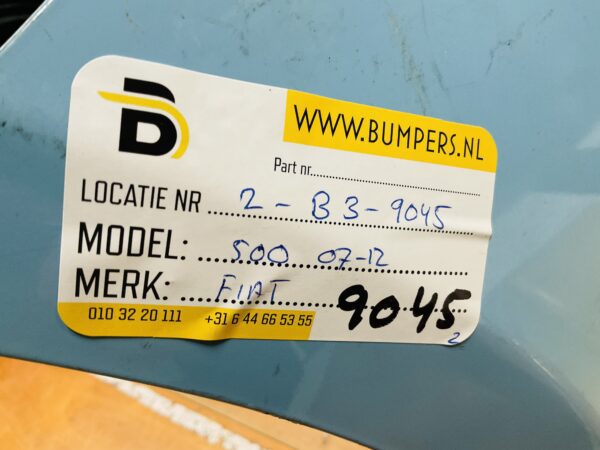 B
WWW.BUMPERS.NL
Part nr
LOCATIE NR 2 - B 3 - 9045
MODEL: 500 07-12
MERK: FIAT
9045
2
010 32 20 111 +31 6 44 66 53 55